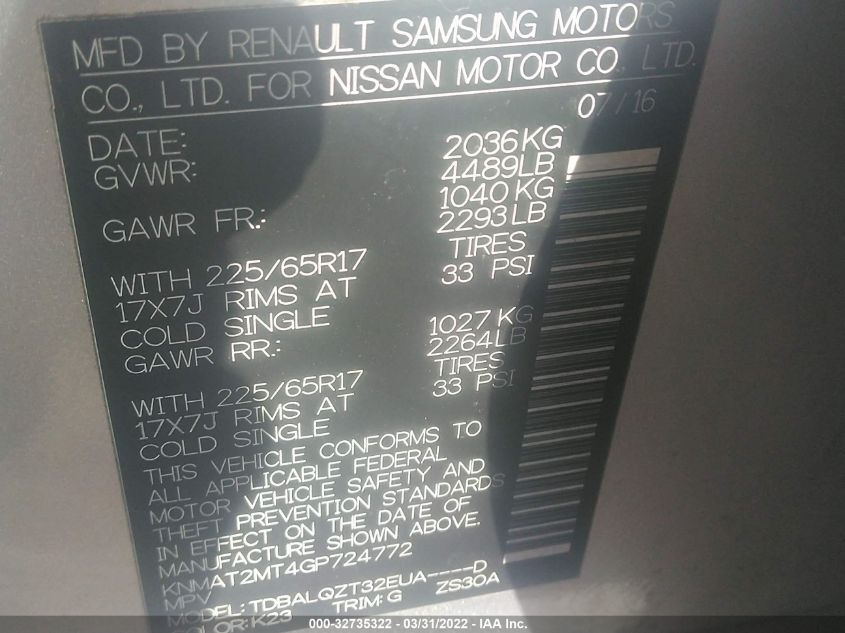 MFD BY RENAULT SAMSUNG MOTORS
CO., LTD. FOR NISSAN MOTOR CO. LTD.
DATE: 07/16
GVWR: 2036KG
4489LB
GAWR FR.: 1040KG
2293LB
WITH 225/65R17 TIRES
17X7J RIMS AT 33 PSI
COLD SINGLE
GAWR RR.: 1027KG
2264LB
WITH 225/65R17 TIRES
17X7J RIMS AT 33 PSI
COLD SINGLE
THIS VEHICLE CONFORMS TO
ALL APPLICABLE FEDERAL
MOTOR VEHICLE SAFETY AND
THEFT PREVENTION STANDARDS
IN EFFECT ON THE DATE OF
MANUFACTURE SHOWN ABOVE.
KNMAT2MT4GP724772
MPV
MODEL: TDBALQZT32EUA----D
COLOR: K23 TRIM: G ZS30A
000-32735322 - 03/31/2022 - IAA Inc.